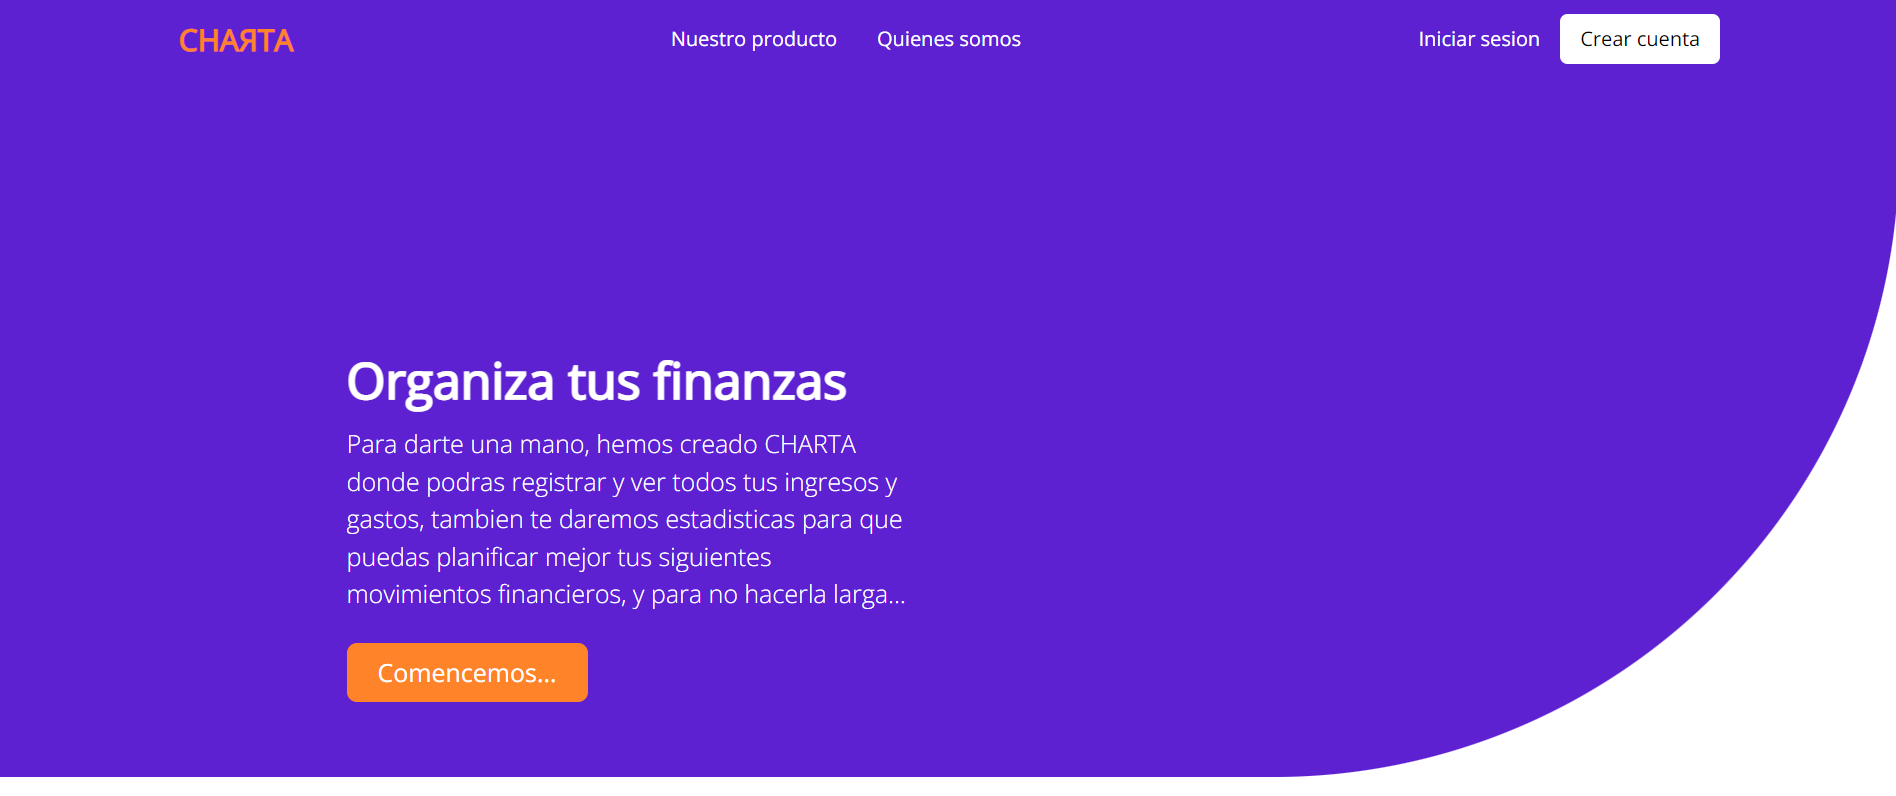 CHAЯTA
Nuestro producto
Quienes somos
Iniciar sesion
Crear cuenta
Organiza tus finanzas
Para darte una mano, hemos creado CHARTA
donde podras registrar y ver todos tus ingresos y
gastos, tambien te daremos estadisticas para que
puedas planificar mejor tus siguientes
movimientos financieros, y para no hacerla larga...
Comencemos...